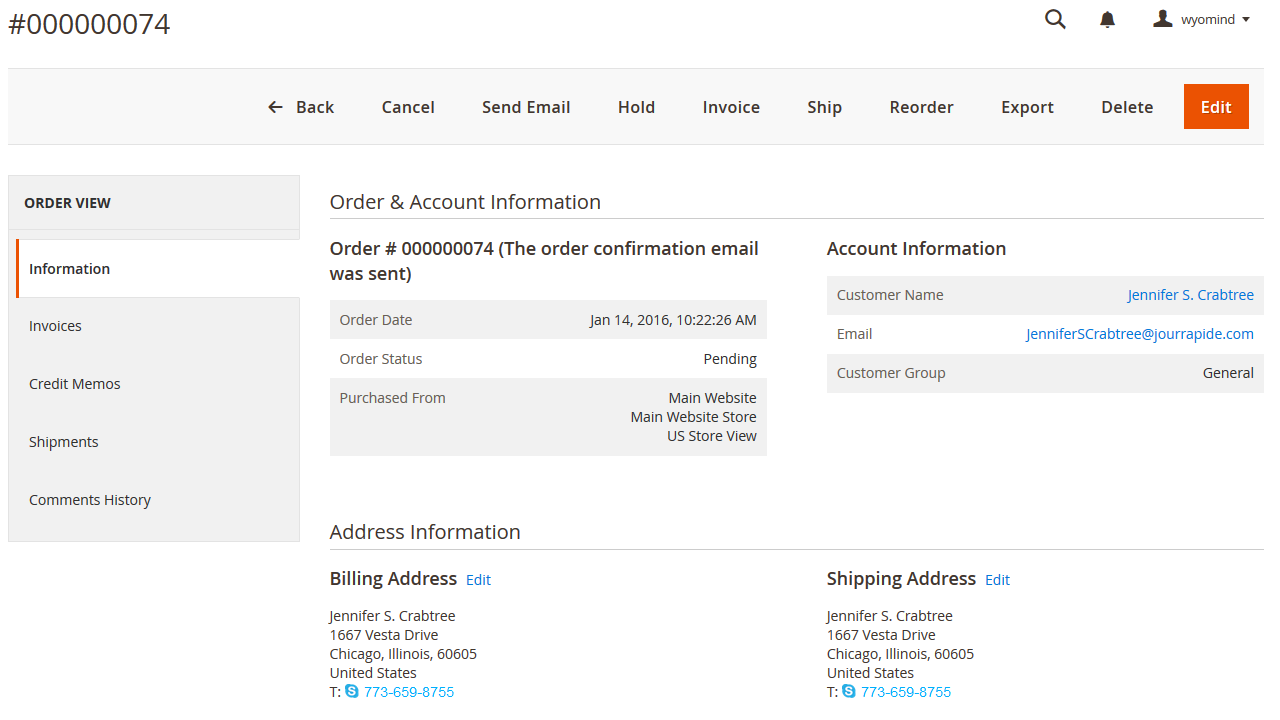 #000000074
wyomind
Back Cancel Send Email Hold Invoice Ship Reorder Export Delete Edit
ORDER VIEW
Information
Invoices
Credit Memos
Shipments
Comments History
Order & Account Information
Order # 000000074 (The order confirmation email
was sent)
Order Date Jan 14, 2016, 10:22:26 AM
Order Status Pending
Purchased From Main Website
Main Website Store
US Store View
Account Information
Customer Name Jennifer S. Crabtree
Email JenniferSCrabtree@jourrapide.com
Customer Group General
Address Information
Billing Address Edit
Jennifer S. Crabtree
1667 Vesta Drive
Chicago, Illinois, 60605
United States
T: 773-659-8755
Shipping Address Edit
Jennifer S. Crabtree
1667 Vesta Drive
Chicago, Illinois, 60605
United States
T: 773-659-8755